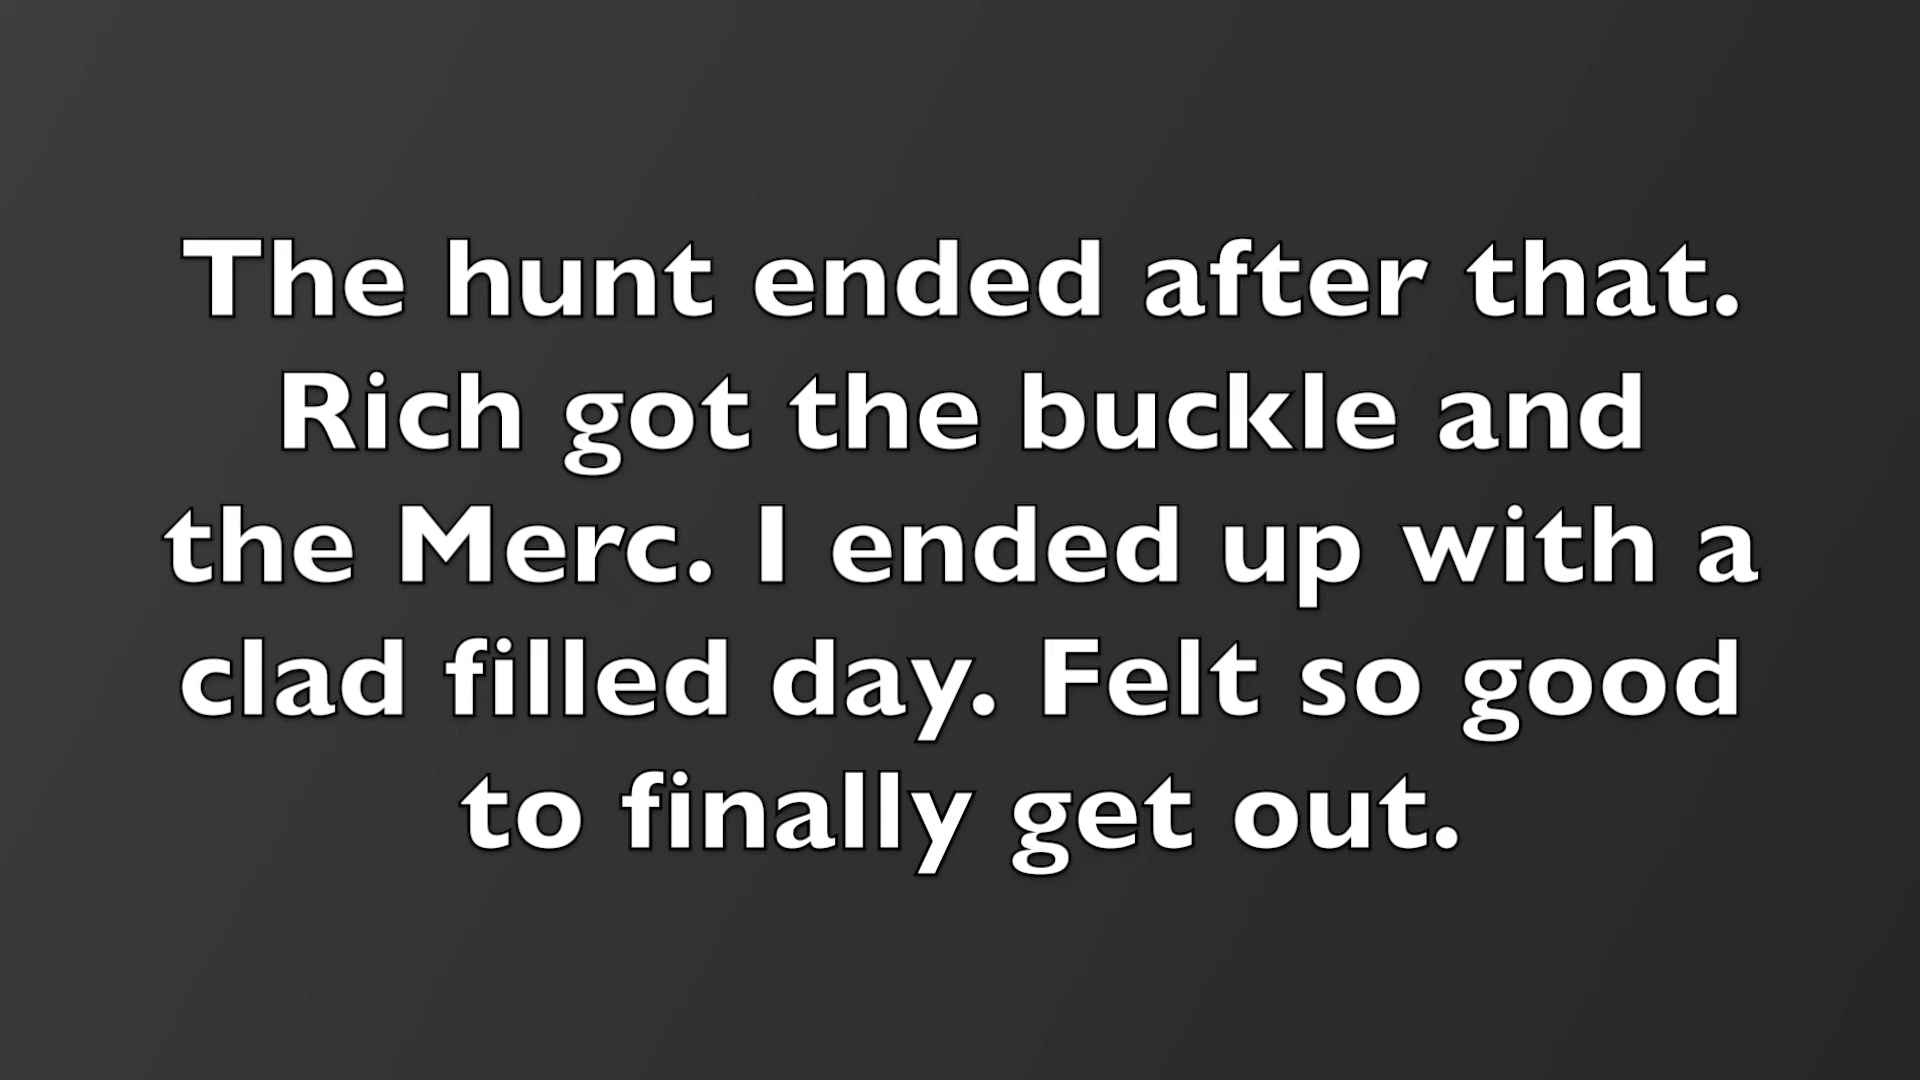 The hunt ended after that.
Rich got the buckle and
the Merc. I ended up with a
clad filled day. Felt so good
to finally get out.